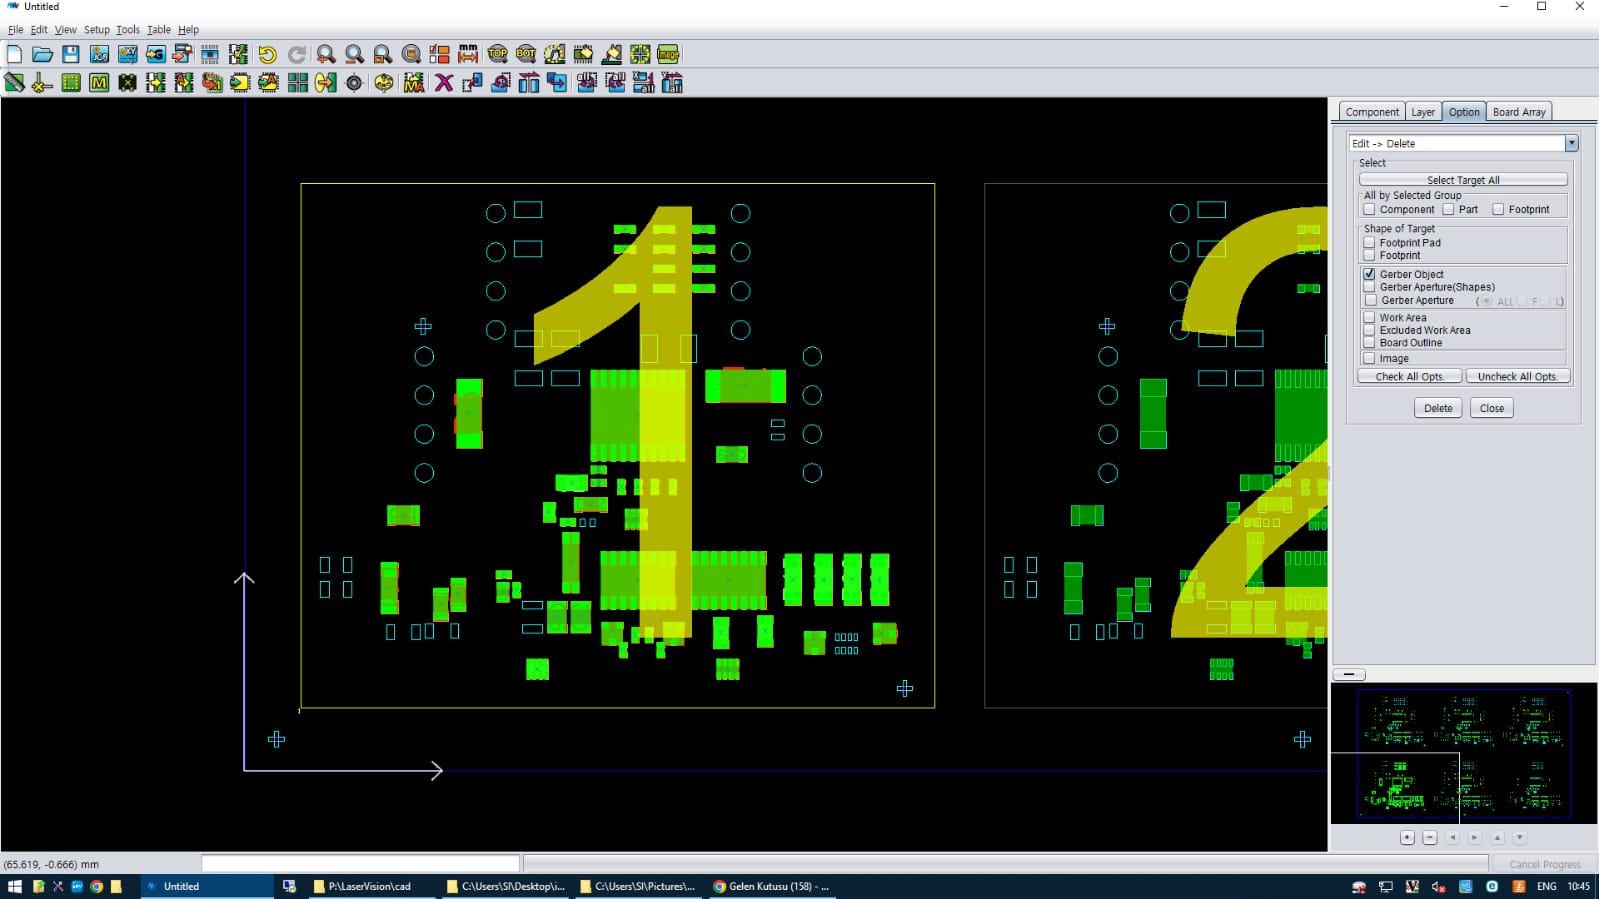 Untitled
File Edit View Setup Tools Table Help
1
2
Component Layer Option Board Array
Edit -> Delete
Select
Select Target All
All by Selected Group
Component Part Footprint
Shape of Target
Footprint Pad
Footprint
Gerber Object
Gerber Aperture(Shapes)
Gerber Aperture ( ALL F L)
Work Area
Excluded Work Area
Board Outline
Image
Check All Opts. Uncheck All Opts.
Delete Close
(65.619, -0.666) mm
Cancel Progress
Untitled P:\LaserVision\cad C:\Users\SI\Desktop\i... C:\Users\SI\Pictures\... Gelen Kutusu (158) - ... ENG 10:45